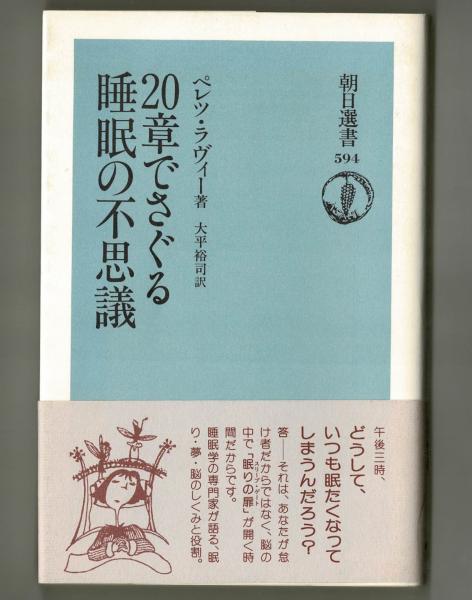 朝日選書
594
ペレツ・ラヴィー著 大平裕司訳
20章でさぐる
睡眠の不思議
午後三時、
どうして、
いつも眠たくなって
しまうんだろう?
答――それは、あなたが怠
け者だからではなく、脳の
中で「眠りの扉」が開く時
スリープ・ゲート
間だからです。
睡眠学の専門家が語る、眠
り・夢・脳のしくみと役割。